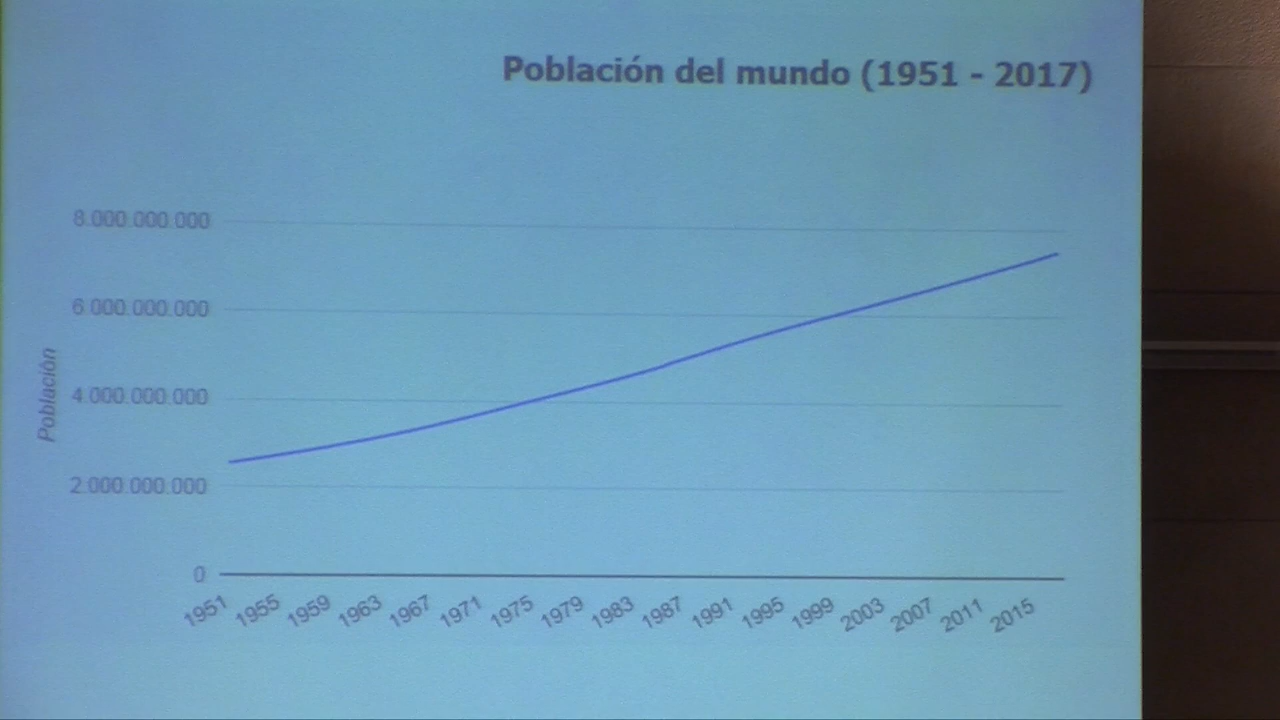 Población del mundo (1951 - 2017)
8.000.000.000
6.000.000.000
4.000.000.000
2.000.000.000
0
Población
1951 1955 1959 1963 1967 1971 1975 1979 1983 1987 1991 1995 1999 2003 2007 2011 2015